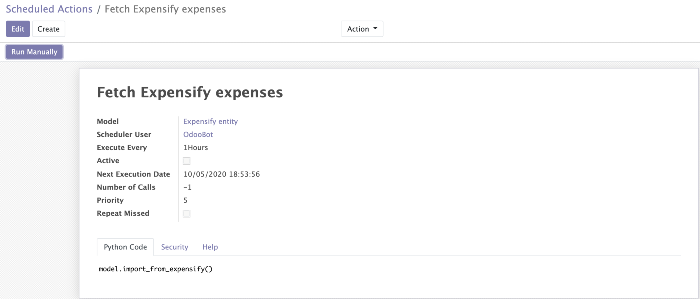 Scheduled Actions / Fetch Expensify expenses
Edit Create Action
Run Manually
Fetch Expensify expenses
Model Expensify entity
Scheduler User OdooBot
Execute Every 1Hours
Active
Next Execution Date 10/05/2020 18:53:56
Number of Calls -1
Priority 5
Repeat Missed
Python Code Security Help
model.import_from_expensify()